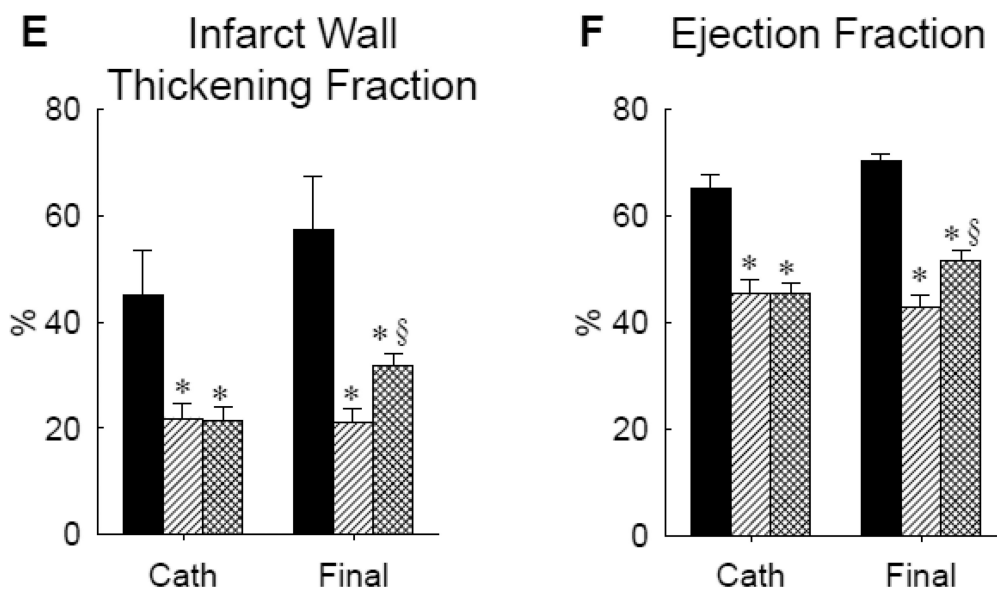 E Infarct Wall
Thickening Fraction
80
60
40
20
0
%
* * * * §
Cath Final
F Ejection Fraction
80
60
40
20
0
%
* * * * §
Cath Final